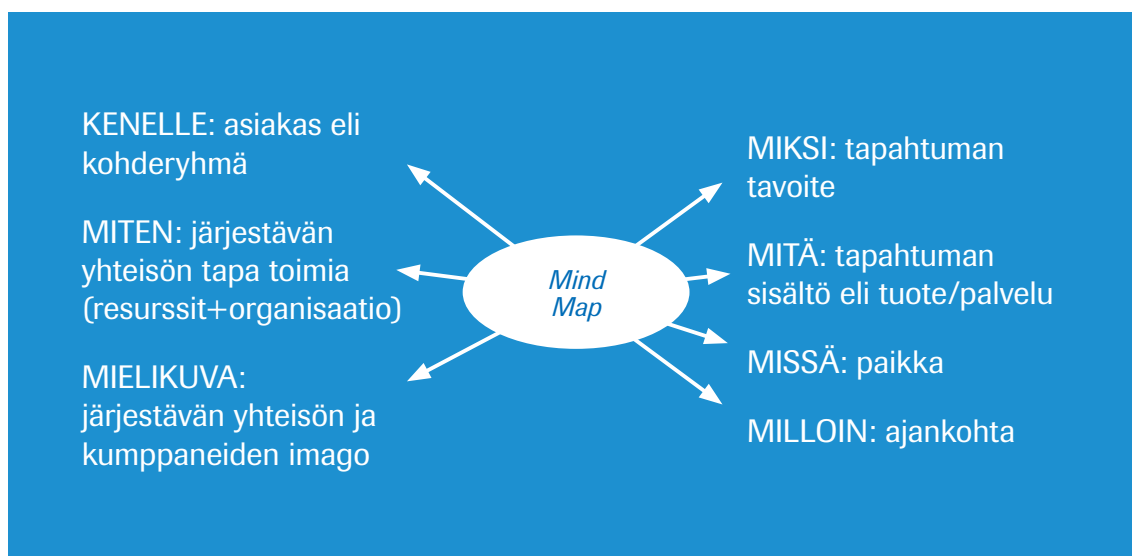 KENELLE: asiakas eli
kohderyhmä
MITEN: järjestävän
yhteisön tapa toimia
(resurssit+organisaatio)
MIELIKUVA:
järjestävän yhteisön ja
kumppaneiden imago
Mind
Map
MIKSI: tapahtuman
tavoite
MITÄ: tapahtuman
sisältö eli tuote/palvelu
MISSÄ: paikka
MILLOIN: ajankohta